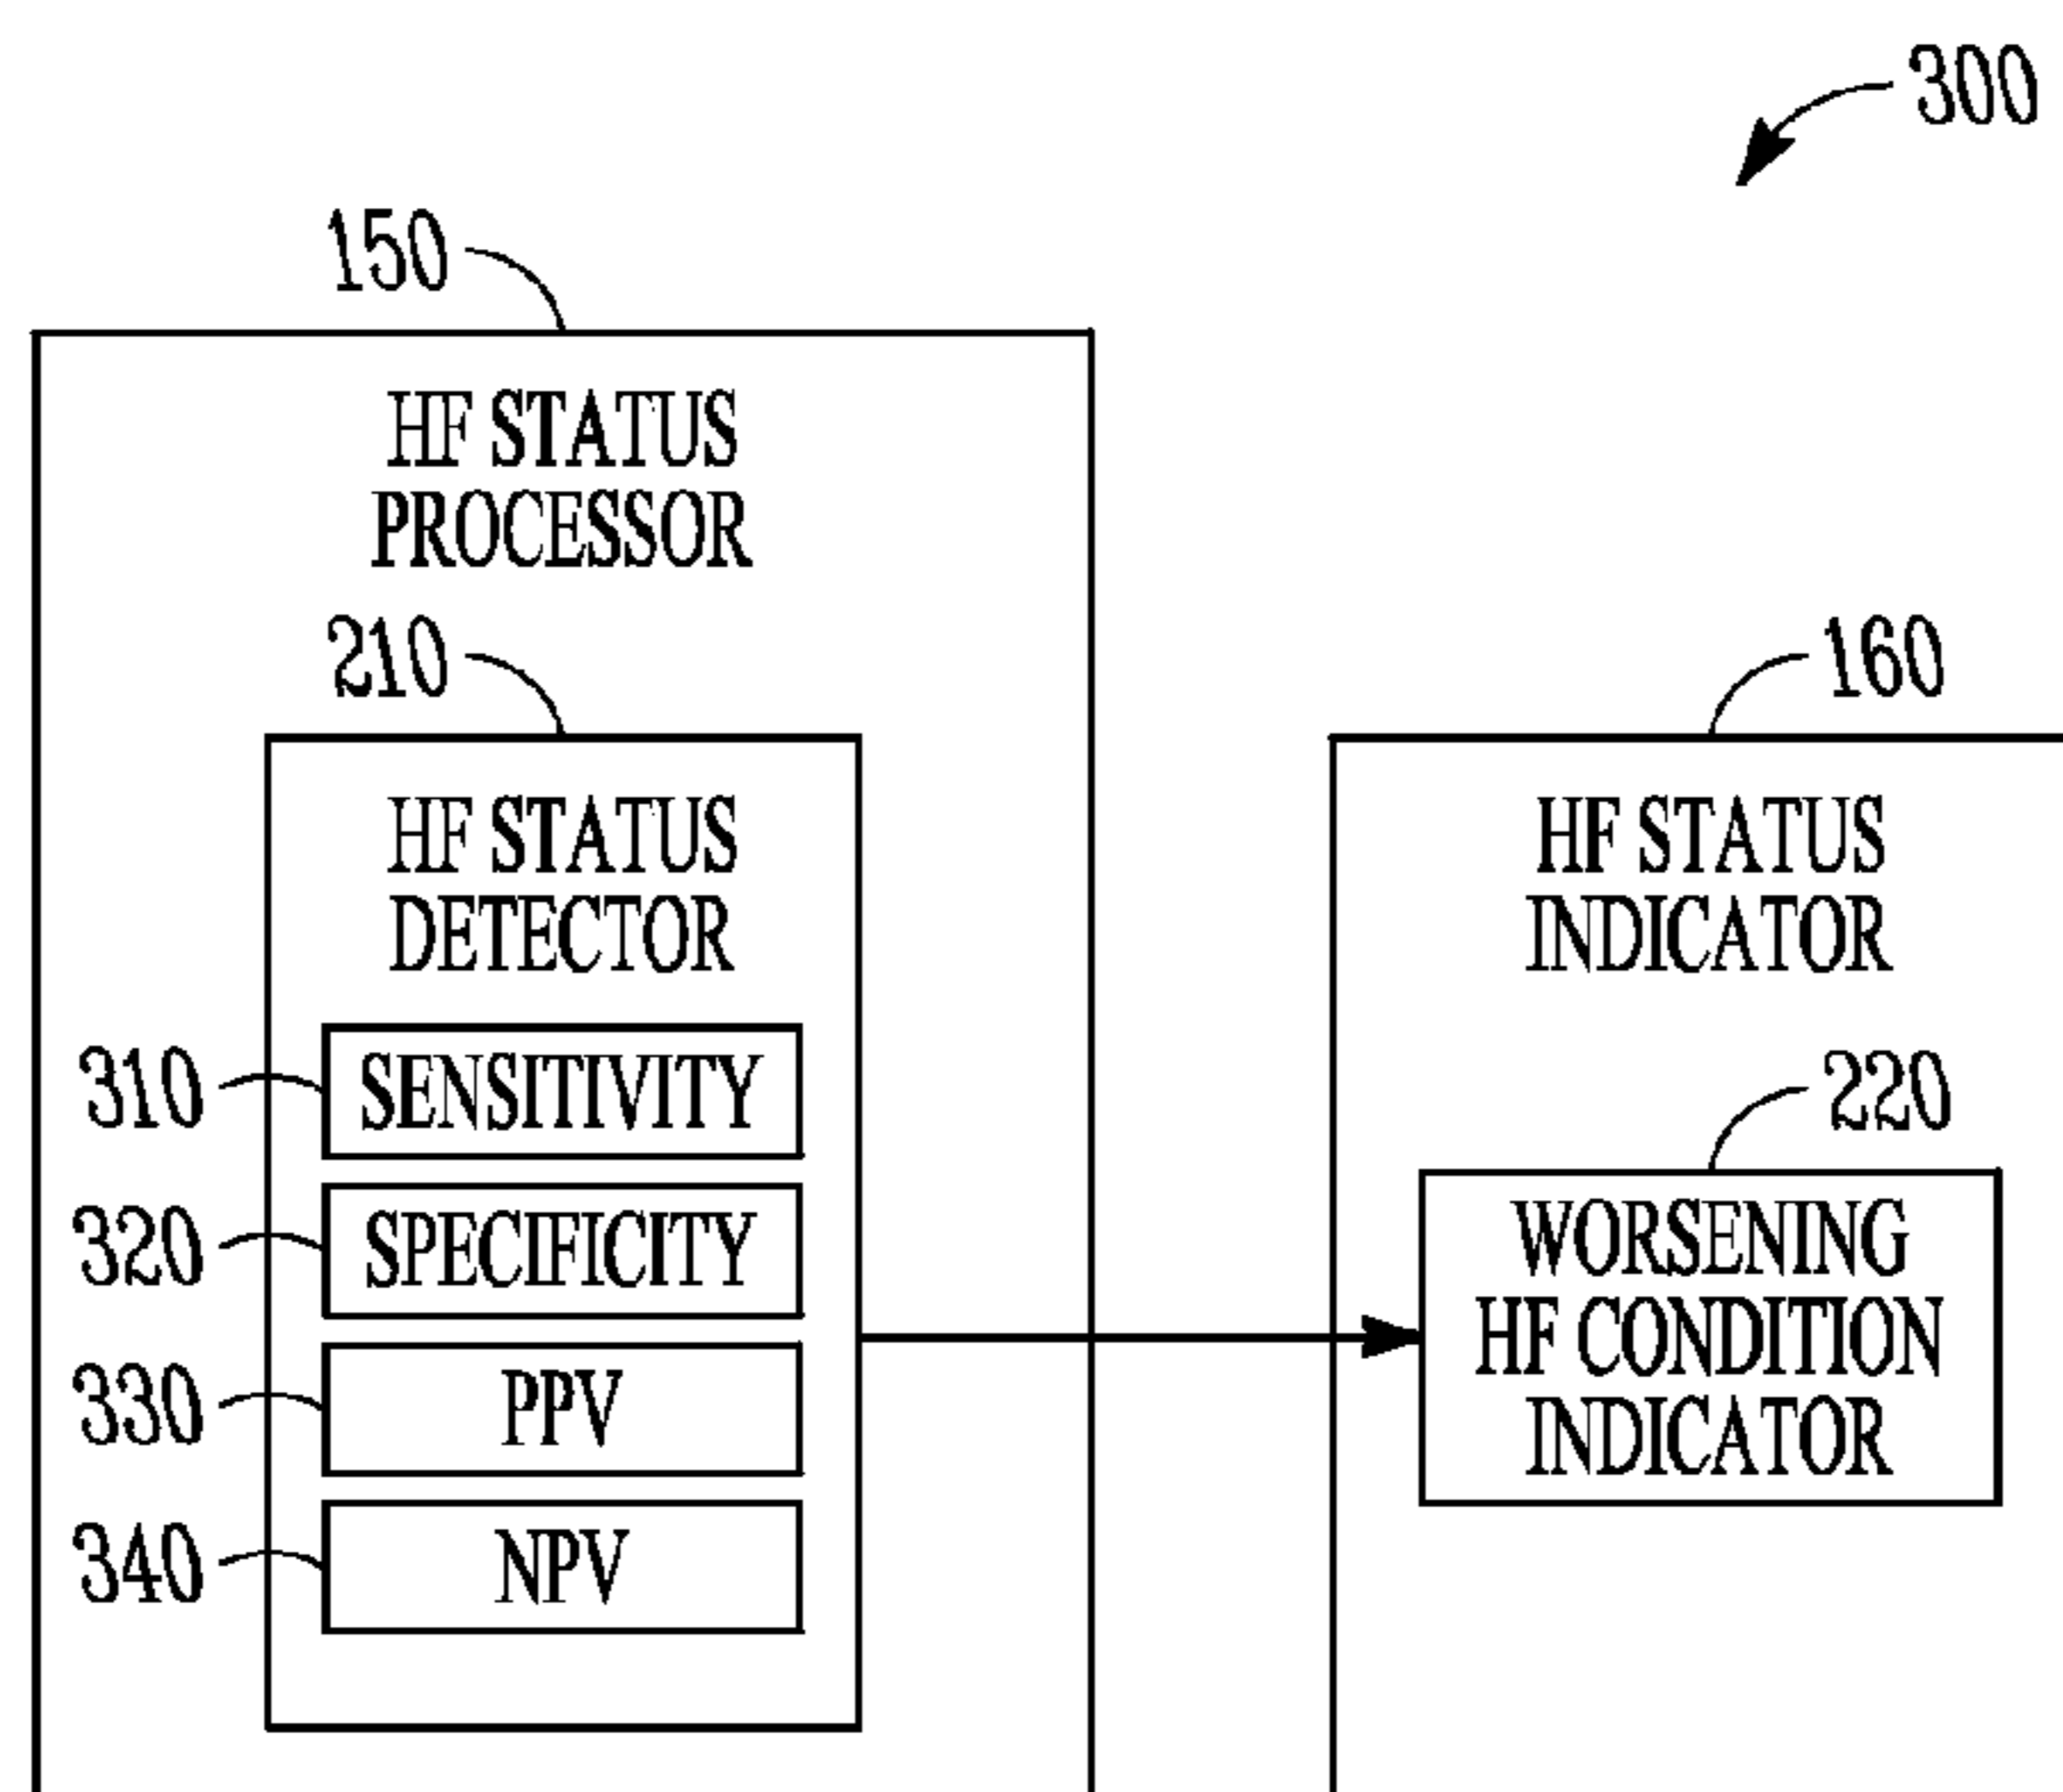 300
150
HF STATUS
PROCESSOR
210
HF STATUS
DETECTOR
310
SENSITIVITY
320
SPECIFICITY
330
PPV
340
NPV
160
HF STATUS
INDICATOR
220
WORSENING
HF CONDITION
INDICATOR